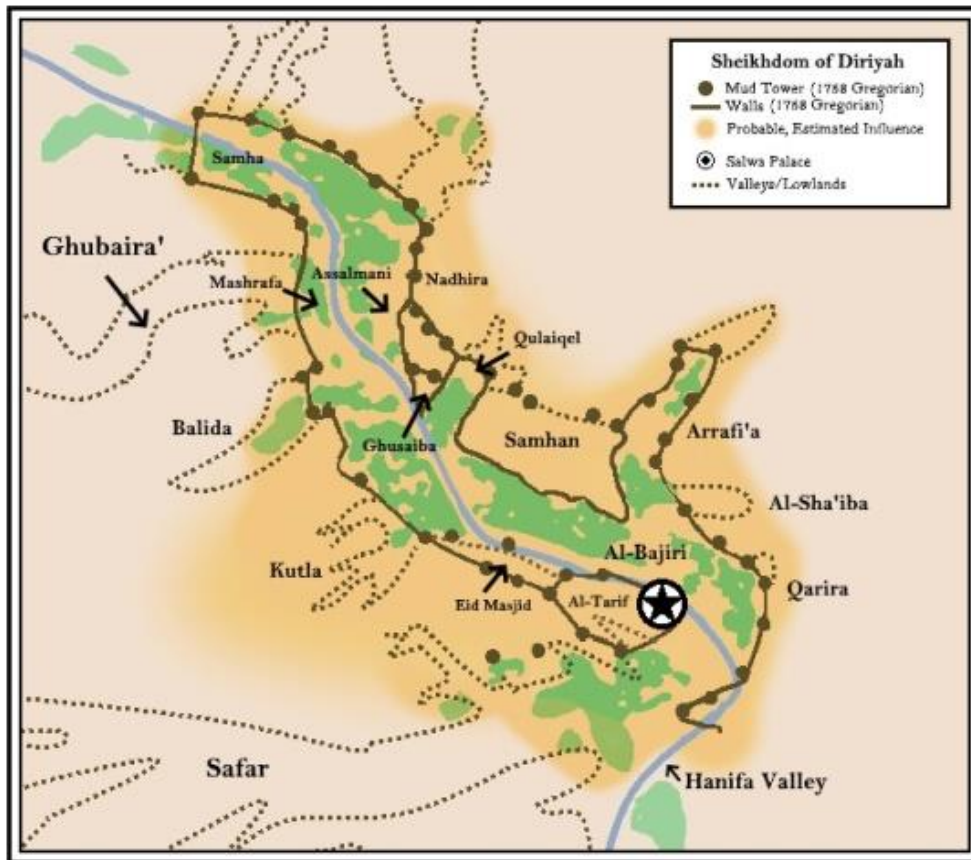 Sheikhdom of Diriyah
Mud Tower (1768 Gregorian)
Walls (1768 Gregorian)
Probable, Estimated Influence
Salwa Palace
Valleys/Lowlands
Samha
Ghubaira'
Mashrafa
Assalmani
Nadhira
Qulaiqel
Balida
Ghusaiba
Samhan
Arrafi'a
Al-Sha'iba
Kutla
Eid Masjid
Al-Bajiri
Al-Tarif
Qarira
Safar
Hanifa Valley